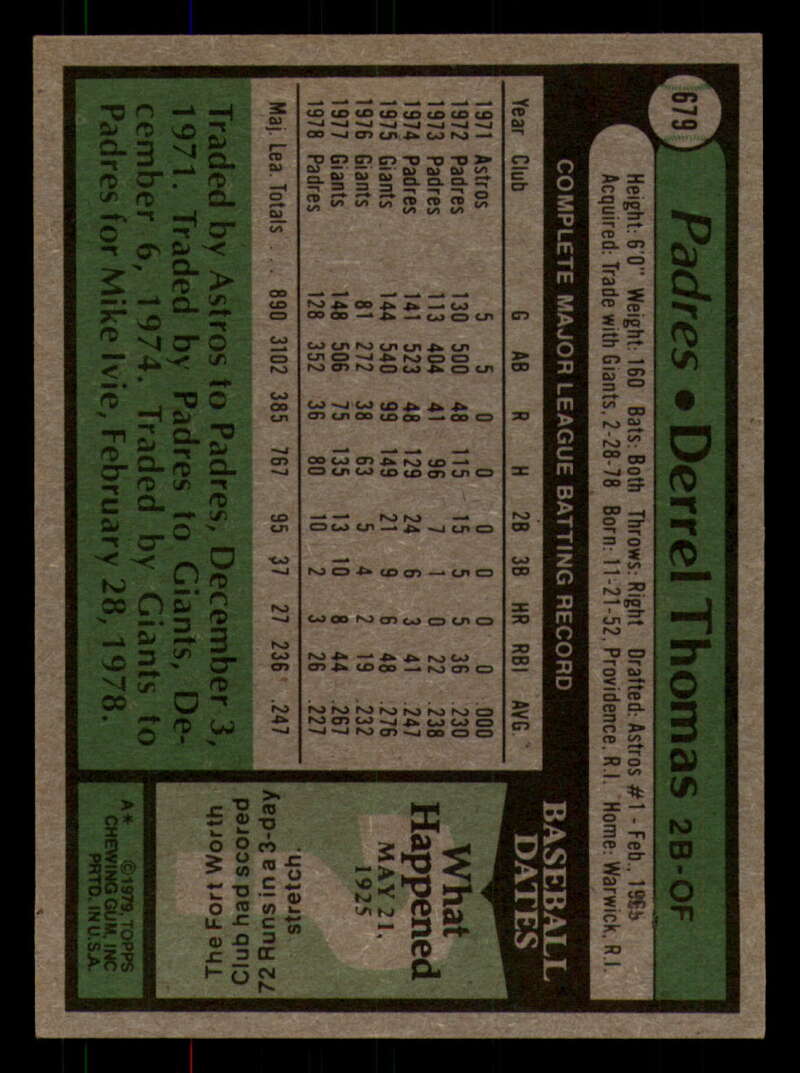 679
Padres • Derrel Thomas 2B-OF
Height: 6'0" Weight: 160 Bats: Both Throws: Right Drafted: Astros #1 - Feb.,
Acquired: Trade with Giants, 2-28-78 Born: 11-21-52, Providence, R.I. Home: Warwick, R.I.
COMPLETE MAJOR LEAGUE BATTING RECORD
Year Club G AB R H 2B 3B HR RBI AVG.
1971 Astros 5 5 0 0 0 0 0 0 .000
1972 Padres 130 500 48 115 15 5 5 36 .230
1973 Padres 113 404 41 96 7 1 0 22 .238
1974 Padres 141 523 48 129 24 6 3 41 .247
1975 Giants 144 540 99 149 21 9 6 48 .276
1976 Giants 81 272 38 63 5 4 2 19 .232
1977 Giants 148 506 75 135 13 10 8 44 .267
1978 Padres 128 352 36 80 10 2 3 26 .227
Maj. Lea. Totals . . . 890 3102 385 767 95 37 27 236 .247
Traded by Astros to Padres, December 3,
1971. Traded by Padres to Giants, De-
cember 6, 1974. Traded by Giants to
Padres for Mike Ivie, February 28, 1978.
BASEBALL
DATES
What
Happened
MAY 21,
1925
The Fort Worth
Club had scored
72 Runs in a 3-day
stretch.
A* ©1979, TOPPS
CHEWING GUM, INC
PRTD. IN U.S.A.